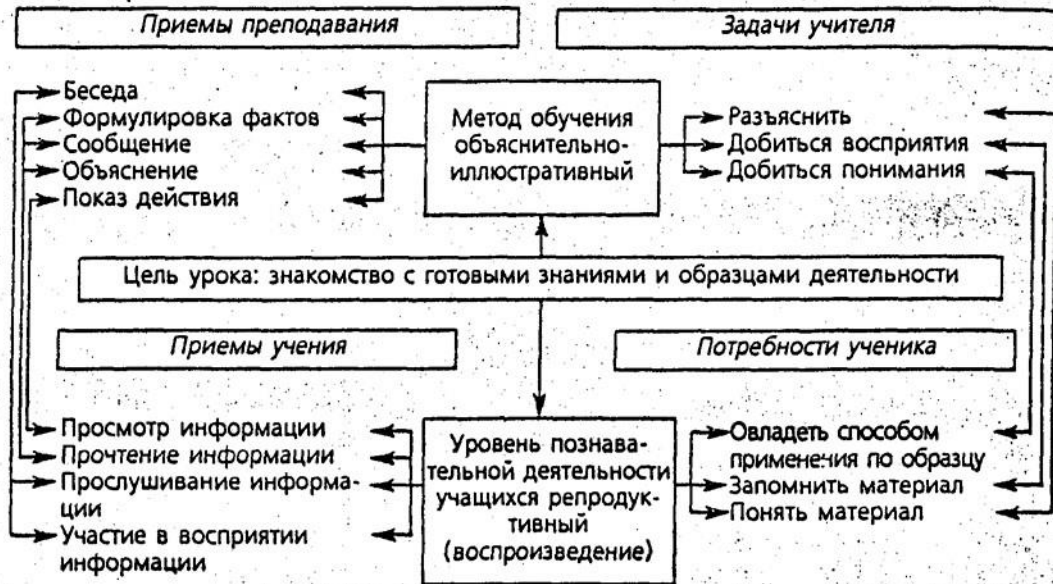 Приемы преподавания
Задачи учителя
Беседа
Формулировка фактов
Сообщение
Объяснение
Показ действия
Метод обучения
объяснительно-
иллюстративный
Разъяснить
Добиться восприятия
Добиться понимания
Цель урока: знакомство с готовыми знаниями и образцами деятельности
Приемы учения
Потребности ученика
Просмотр информации
Прочтение информации
Прослушивание информа-
ции
Участие в восприятии
информации
Уровень познава-
тельной деятельности
учащихся репродук-
тивный
(воспроизведение)
Овладеть способом
применения по образцу
Запомнить материал
Понять материал